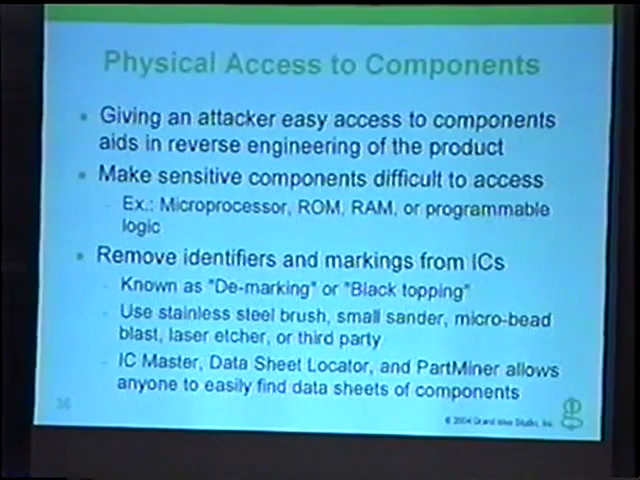 Physical Access to Components
• Giving an attacker easy access to components
aids in reverse engineering of the product
• Make sensitive components difficult to access
- Ex.: Microprocessor, ROM, RAM, or programmable
logic
• Remove identifiers and markings from ICs
- Known as "De-marking" or "Black topping"
- Use stainless steel brush, small sander, micro-bead
blast, laser etcher, or third party
- IC Master, Data Sheet Locator, and PartMiner allows
anyone to easily find data sheets of components
© 2004 Grand Idea Studio, Inc.